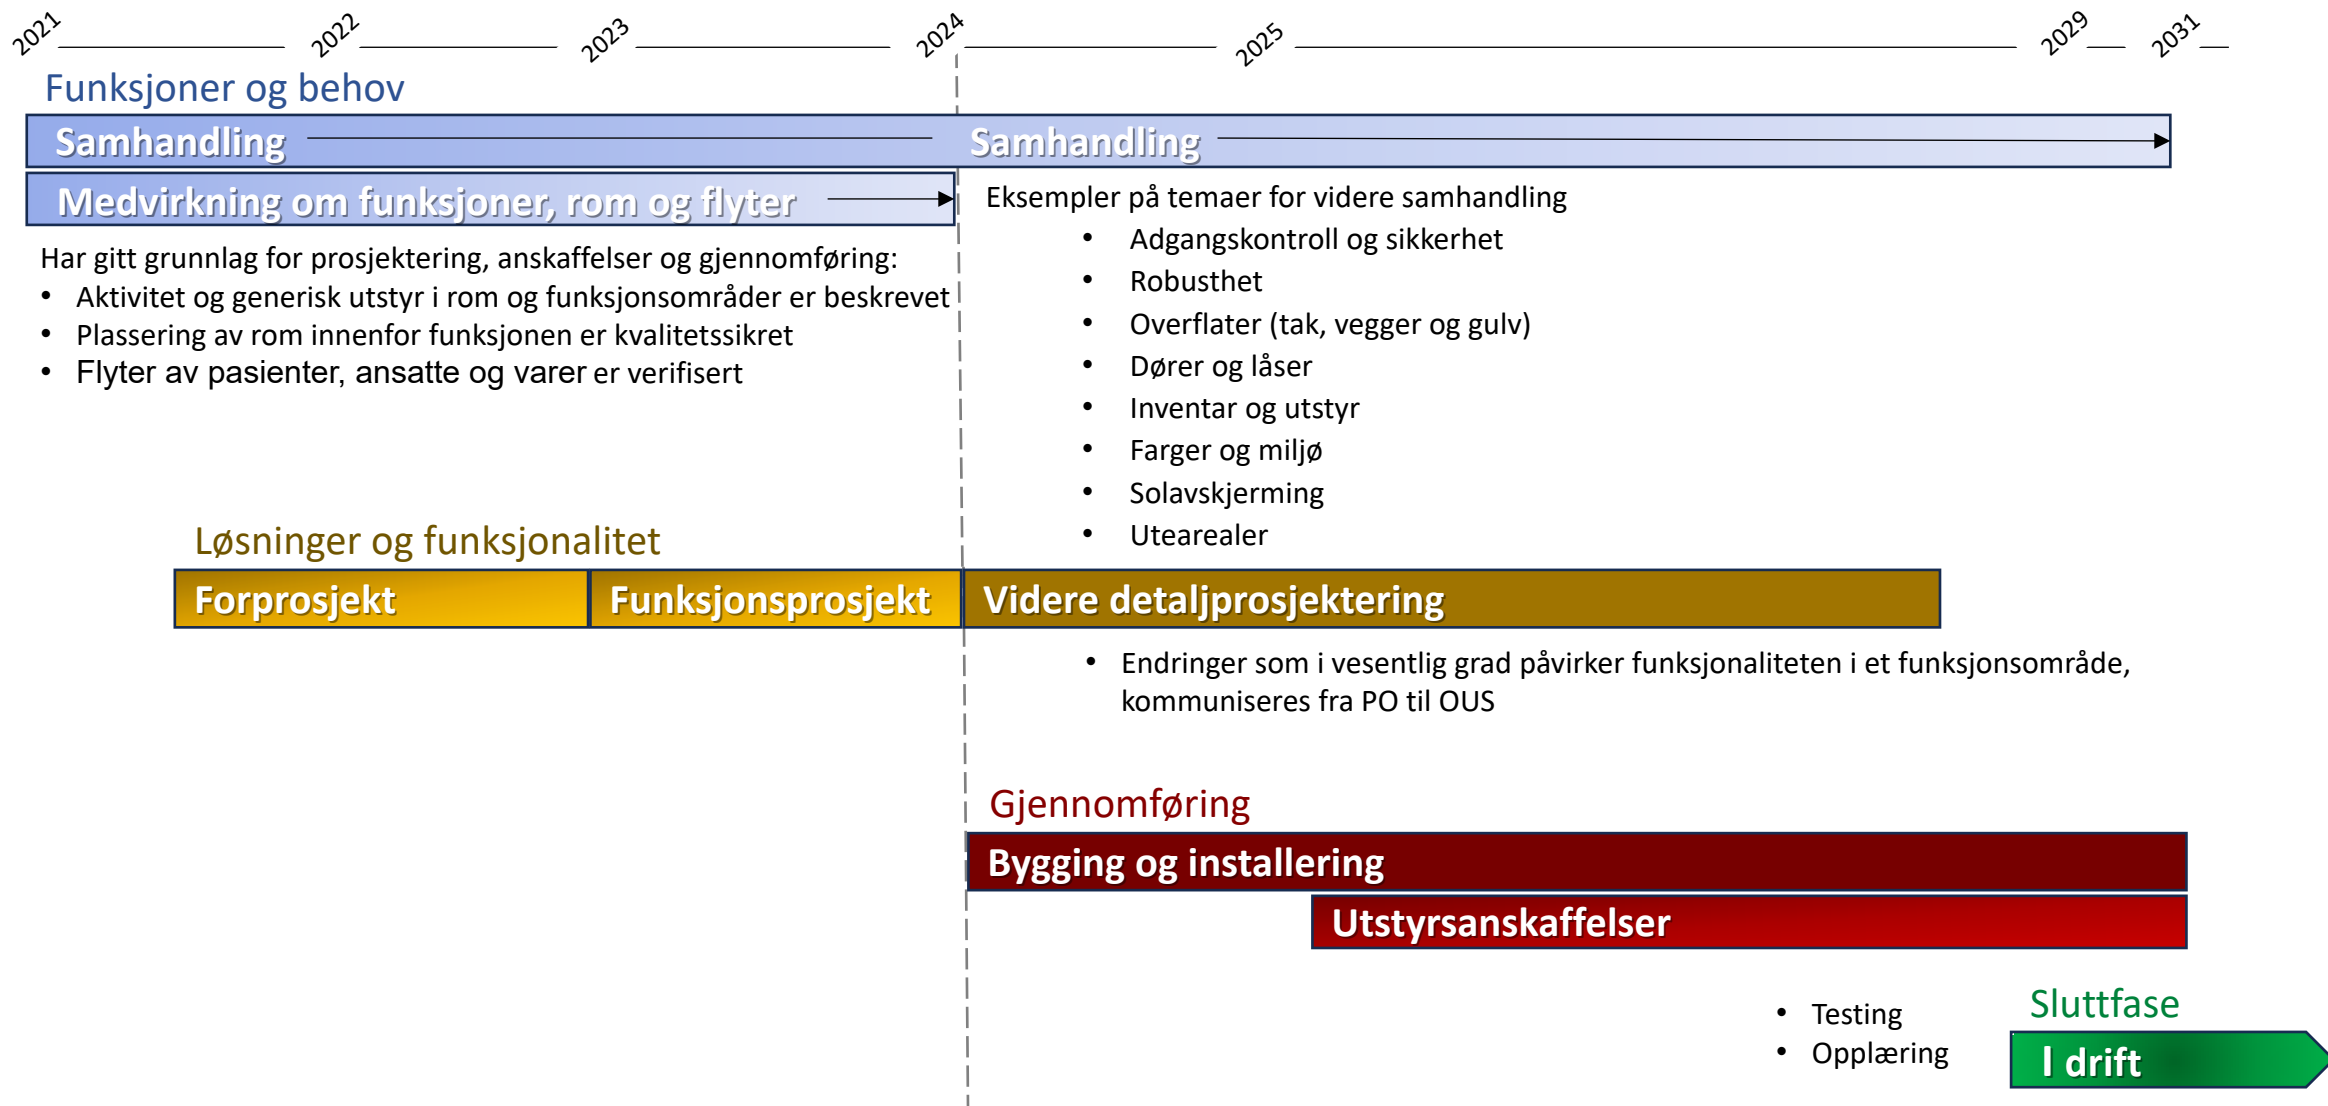 2021
2022
2023
2024
2025
2029
2031
Funksjoner og behov
Samhandling
Samhandling
Medvirkning om funksjoner, rom og flyter
Har gitt grunnlag for prosjektering, anskaffelser og gjennomføring:
• Aktivitet og generisk utstyr i rom og funksjonsområder er beskrevet
• Plassering av rom innenfor funksjonen er kvalitetssikret
• Flyter av pasienter, ansatte og varer er verifisert
Eksempler på temaer for videre samhandling
• Adgangskontroll og sikkerhet
• Robusthet
• Overflater (tak, vegger og gulv)
• Dører og låser
• Inventar og utstyr
• Farger og miljø
• Solavskjerming
• Utearealer
Løsninger og funksjonalitet
Forprosjekt
Funksjonsprosjekt
Videre detaljprosjektering
• Endringer som i vesentlig grad påvirker funksjonaliteten i et funksjonsområde,
kommuniseres fra PO til OUS
Gjennomføring
Bygging og installering
Utstyrsanskaffelser
• Testing
• Opplæring
Sluttfase
I drift